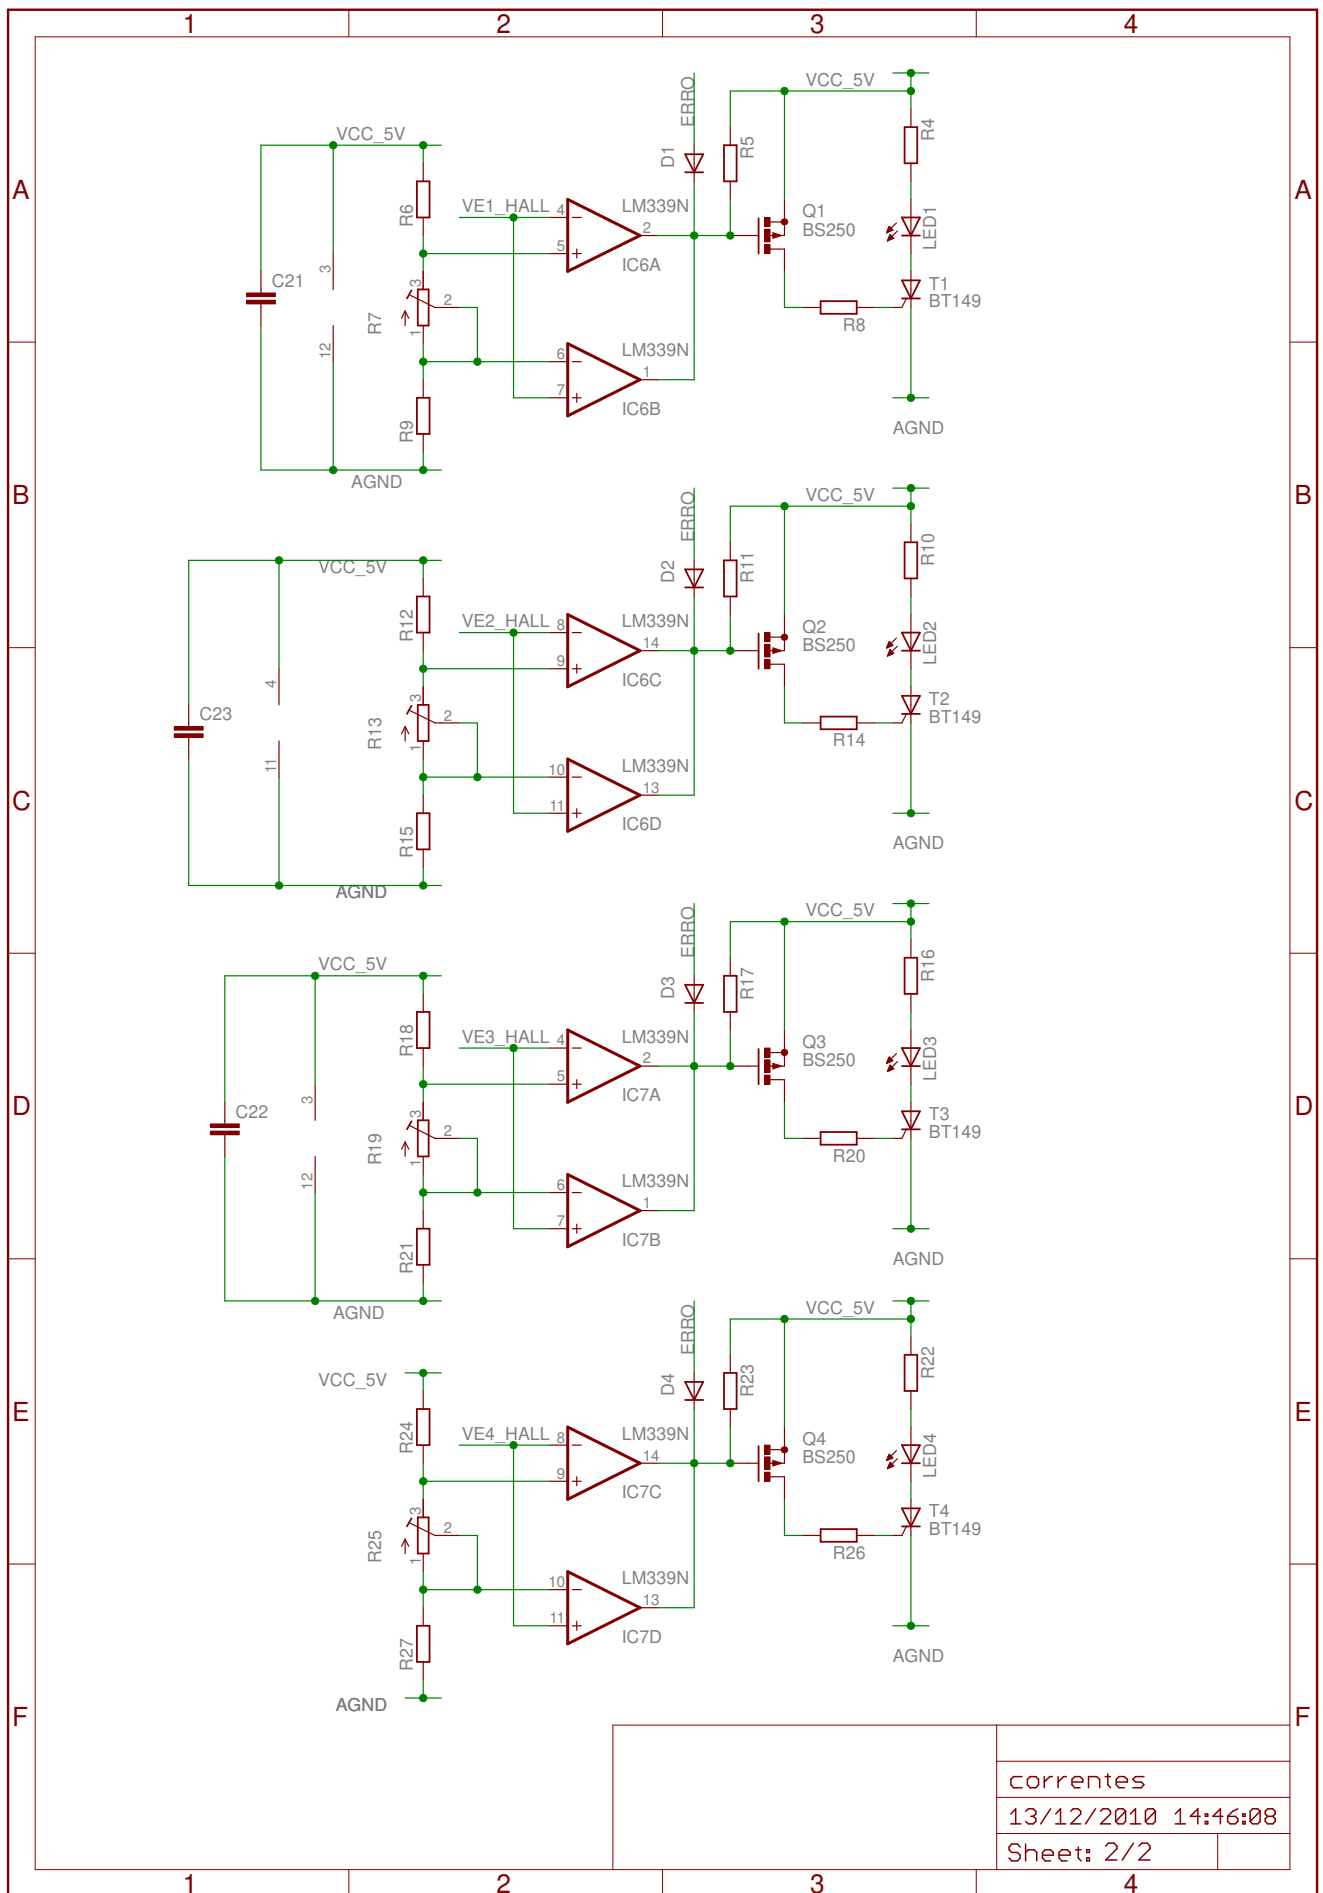 1 2 3 4
A A
B B
C C
D D
E E
F F
1 2 3 4
VCC_5V
C21
3
12
R6
3
R7
2
1
R9
AGND
VE1_HALL
4
5
LM339N
2
IC6A
6
7
LM339N
1
IC6B
ERRO
D1
R5
VCC_5V
Q1
BS250
R8
R4
LED1
T1
BT149
AGND
VCC_5V
C23
4
11
R12
3
R13
2
1
R15
AGND
VE2_HALL
8
9
LM339N
14
IC6C
10
11
LM339N
13
IC6D
ERRO
D2
R11
VCC_5V
Q2
BS250
R14
R10
LED2
T2
BT149
AGND
VCC_5V
C22
3
12
R18
3
R19
2
1
R21
AGND
VE3_HALL
4
5
LM339N
2
IC7A
6
7
LM339N
1
IC7B
ERRO
D3
R17
VCC_5V
Q3
BS250
R20
R16
LED3
T3
BT149
AGND
VCC_5V
R24
3
R25
2
1
R27
AGND
VE4_HALL
8
9
LM339N
14
IC7C
10
11
LM339N
13
IC7D
ERRO
D4
R23
VCC_5V
Q4
BS250
R26
R22
LED4
T4
BT149
AGND
correntes
13/12/2010 14:46:08
Sheet: 2/2